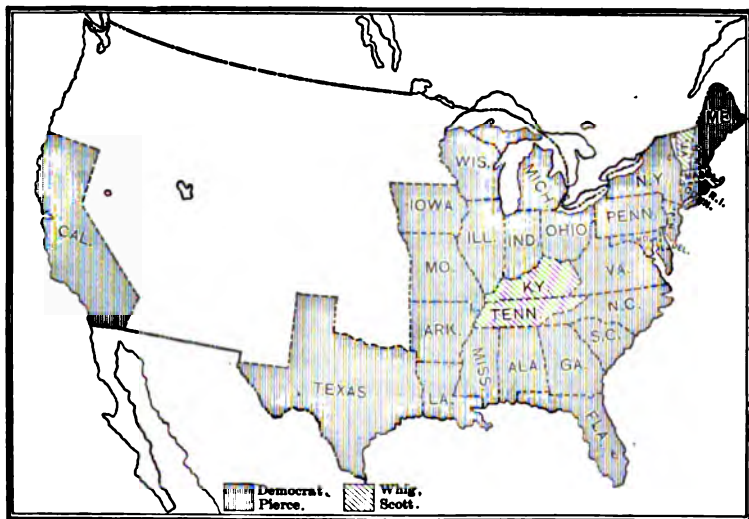 ME.
WIS.
MICH.
N.Y.
IOWA
PENN.
R.I.
CAL.
ILL.
IND.
OHIO
DEL.
MO.
VA.
KY.
N.C.
TENN.
ARK.
S.C.
MISS.
ALA.
GA.
TEXAS
LA.
FLA.
Democrat, Pierce.
Whig, Scott.